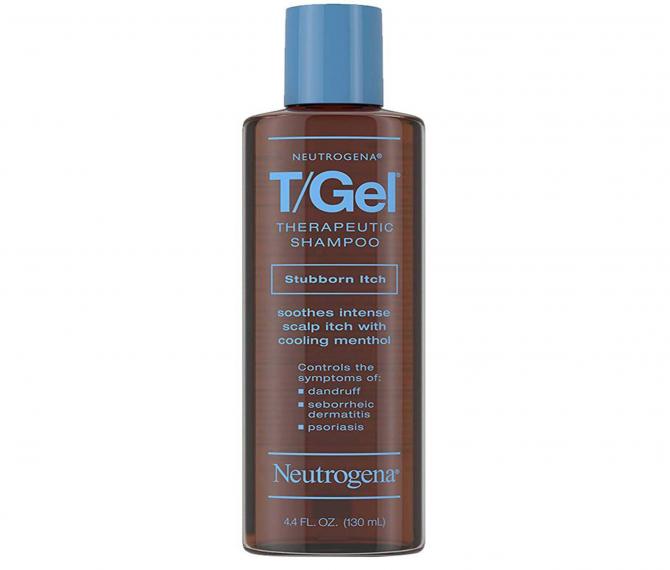 NEUTROGENA®
T/Gel®
THERAPEUTIC
SHAMPOO
Stubborn Itch
soothes intense
scalp itch with
cooling menthol
Controls the
symptoms of:
▪ dandruff
▪ seborrheic
dermatitis
▪ psoriasis
Neutrogena®
4.4 FL. OZ. (130 mL)